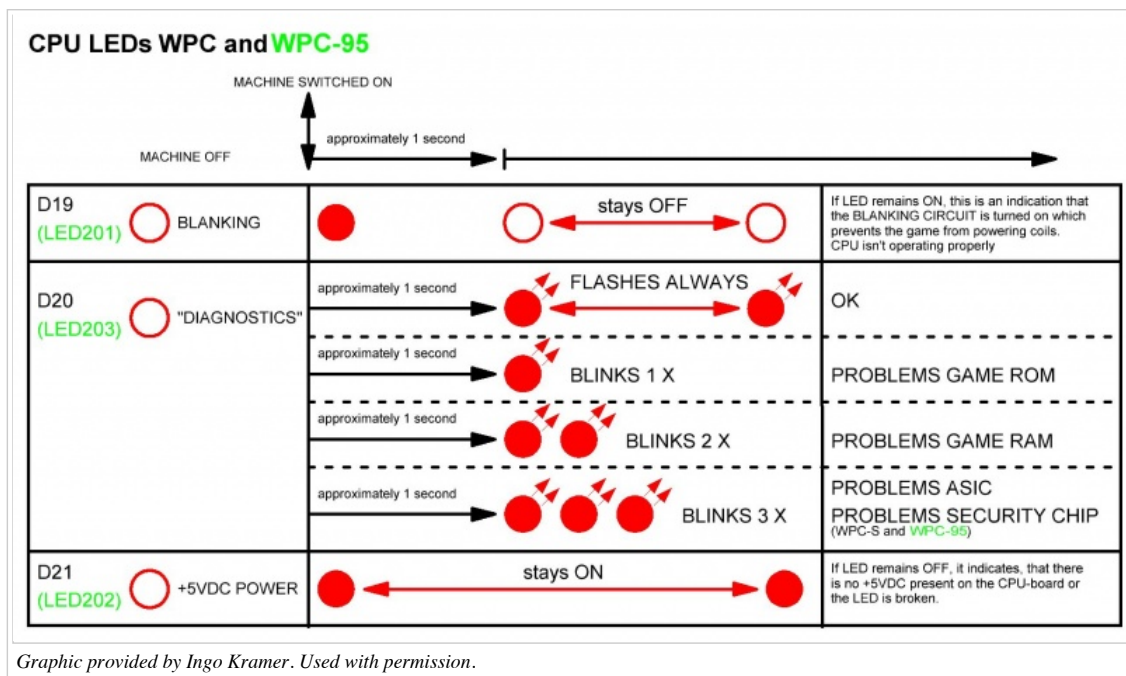 CPU LEDs WPC and WPC-95
MACHINE SWITCHED ON
approximately 1 second
MACHINE OFF
D19
(LED201)
BLANKING
stays OFF
If LED remains ON, this is an indication that
the BLANKING CIRCUIT is turned on which
prevents the game from powering coils.
CPU isn't operating properly
D20
(LED203)
"DIAGNOSTICS"
approximately 1 second
FLASHES ALWAYS
OK
approximately 1 second
BLINKS 1 X
PROBLEMS GAME ROM
approximately 1 second
BLINKS 2 X
PROBLEMS GAME RAM
approximately 1 second
BLINKS 3 X
PROBLEMS ASIC
PROBLEMS SECURITY CHIP
(WPC-S and WPC-95)
D21
(LED202)
+5VDC POWER
stays ON
If LED remains OFF, it indicates, that there
is no +5VDC present on the CPU-board or
the LED is broken.
Graphic provided by Ingo Kramer. Used with permission.